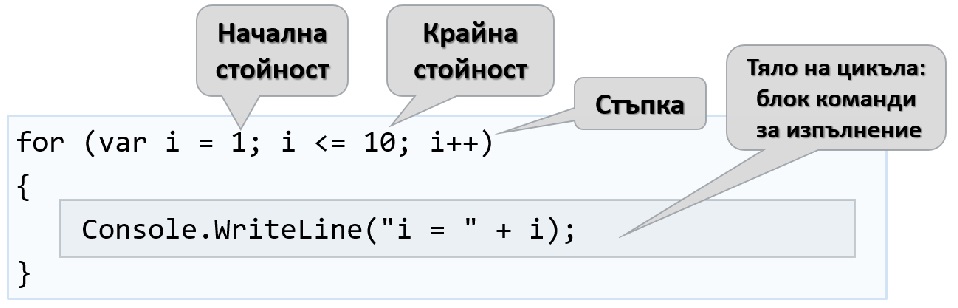 Начална
стойност
Крайна
стойност
Стъпка
Тяло на цикъла:
блок команди
за изпълнение
for (var i = 1; i <= 10; i++)
{
Console.WriteLine("i = " + i);
}